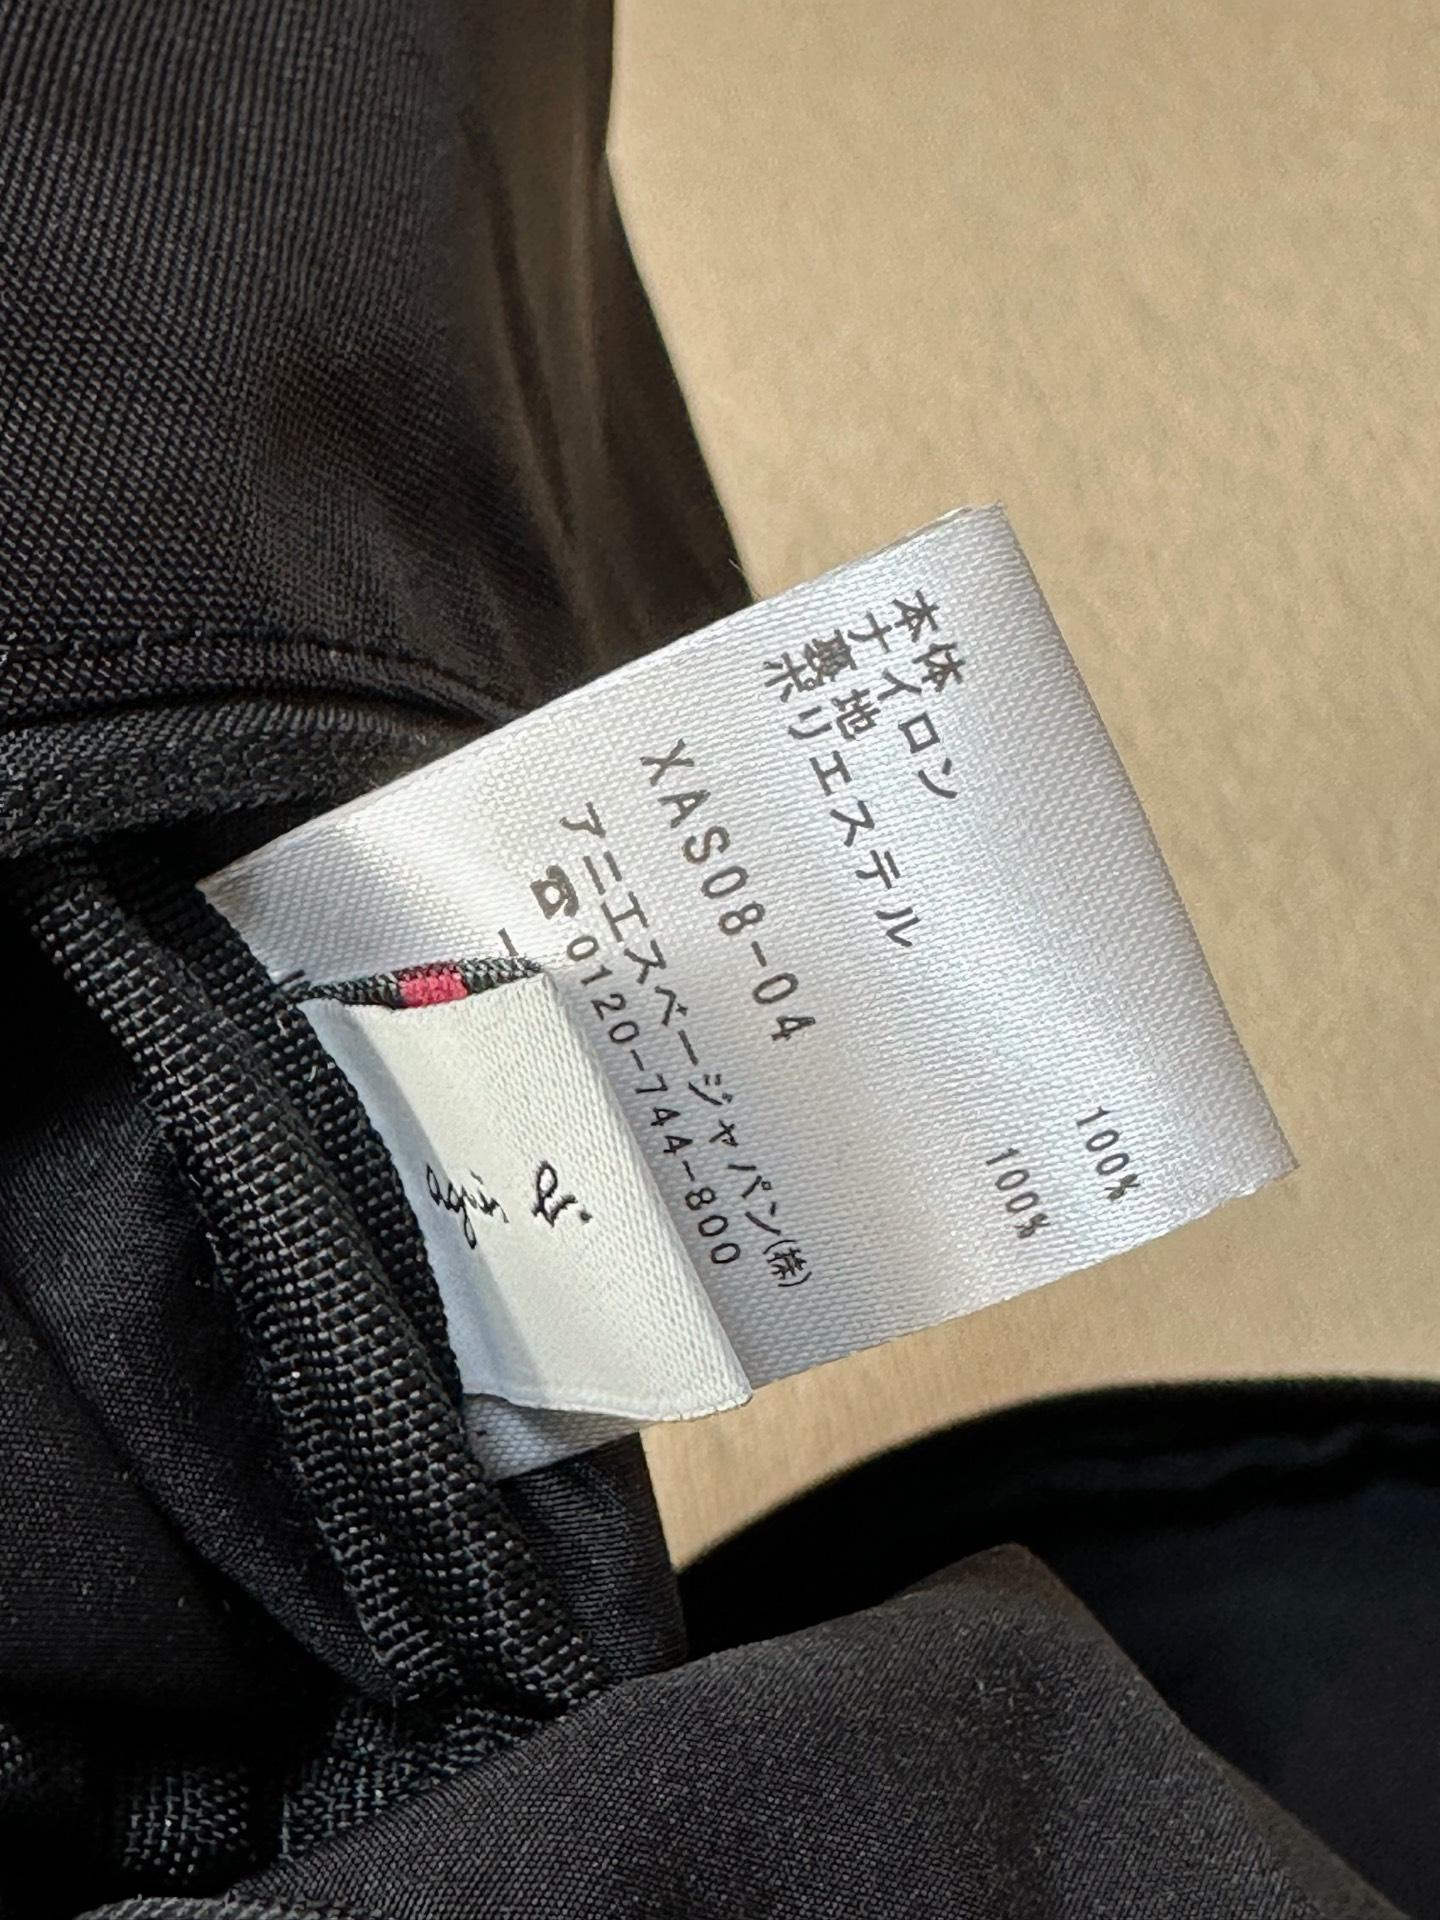 本体
ナイロン 100%
裏地
ポリエステル 100%
XAS08-04
アニエスベージャパン(株)
☎0120-744-800
agnès b.